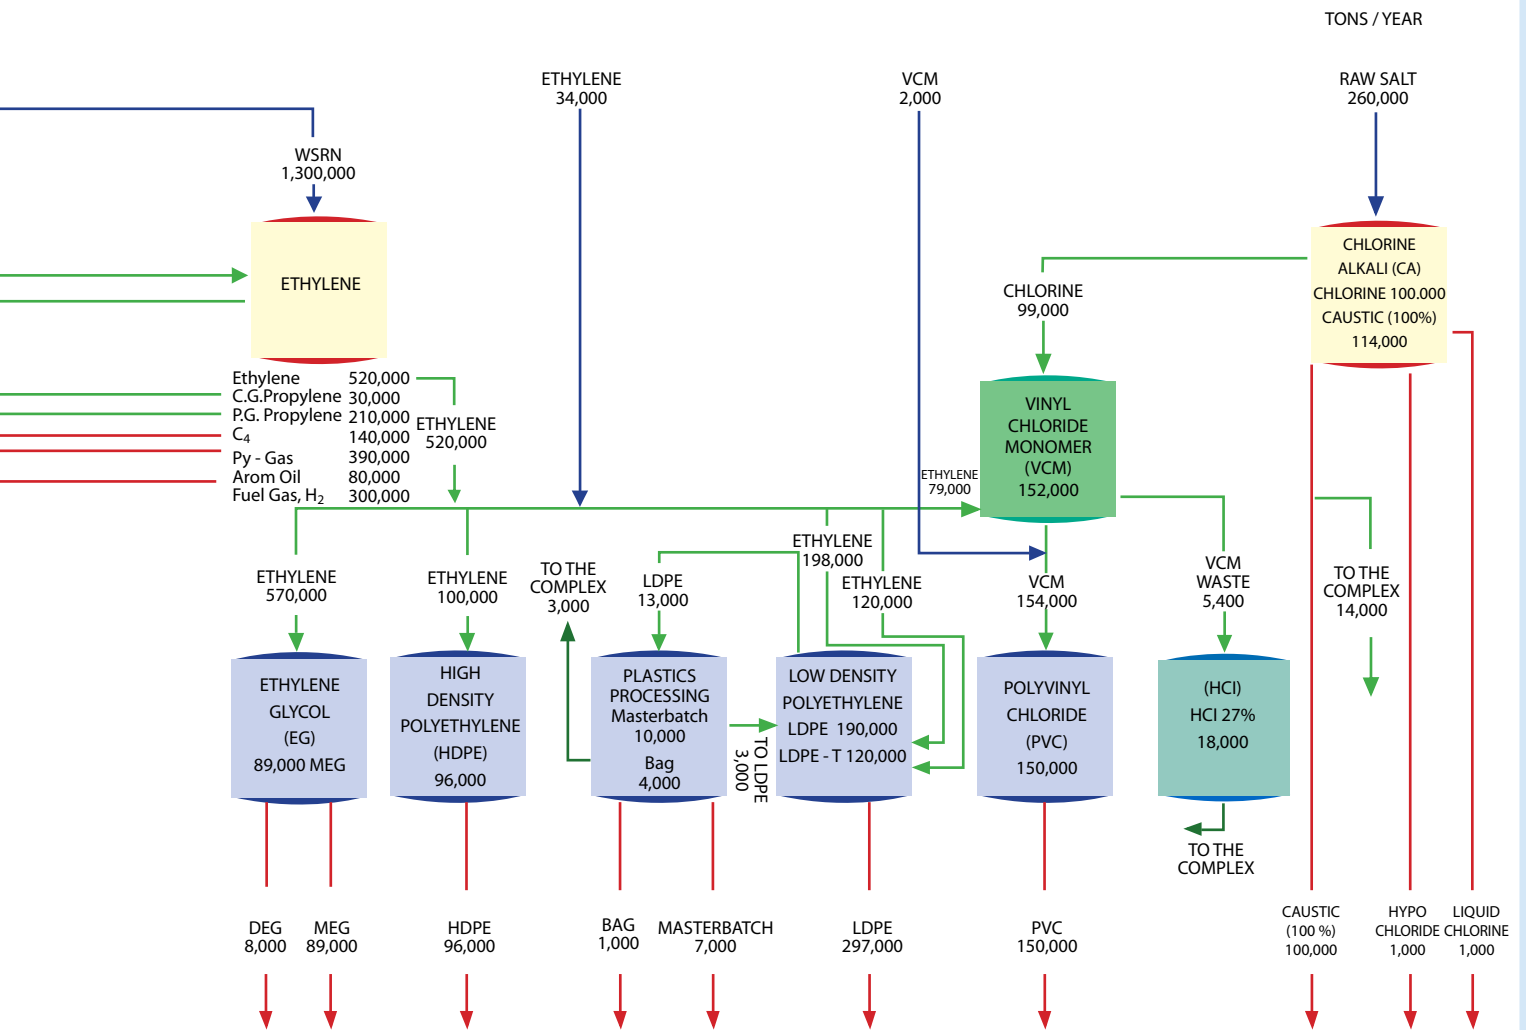 TONS / YEAR
ETHYLENE
34,000
VCM
2,000
RAW SALT
260,000
WSRN
1,300,000
ETHYLENE
CHLORINE
ALKALI (CA)
CHLORINE 100.000
CAUSTIC (100%)
114,000
CHLORINE
99,000
Ethylene 520,000
C.G.Propylene 30,000
P.G. Propylene 210,000
C4 140,000
Py - Gas 390,000
Arom Oil 80,000
Fuel Gas, H2 300,000
ETHYLENE
520,000
VINYL
CHLORIDE
MONOMER
(VCM)
152,000
ETHYLENE
79,000
ETHYLENE
570,000
ETHYLENE
100,000
TO THE
COMPLEX
3,000
LDPE
13,000
ETHYLENE
198,000
ETHYLENE
120,000
VCM
154,000
VCM
WASTE
5,400
TO THE
COMPLEX
14,000
ETHYLENE
GLYCOL
(EG)
89,000 MEG
HIGH
DENSITY
POLYETHYLENE
(HDPE)
96,000
PLASTICS
PROCESSING
Masterbatch
10,000
Bag
4,000
TO LDPE
3,000
LOW DENSITY
POLYETHYLENE
LDPE 190,000
LDPE - T 120,000
POLYVINYL
CHLORIDE
(PVC)
150,000
(HCI)
HCI 27%
18,000
TO THE
COMPLEX
DEG
8,000
MEG
89,000
HDPE
96,000
BAG
1,000
MASTERBATCH
7,000
LDPE
297,000
PVC
150,000
CAUSTIC
(100 %)
100,000
HYPO
CHLORIDE
1,000
LIQUID
CHLORINE
1,000